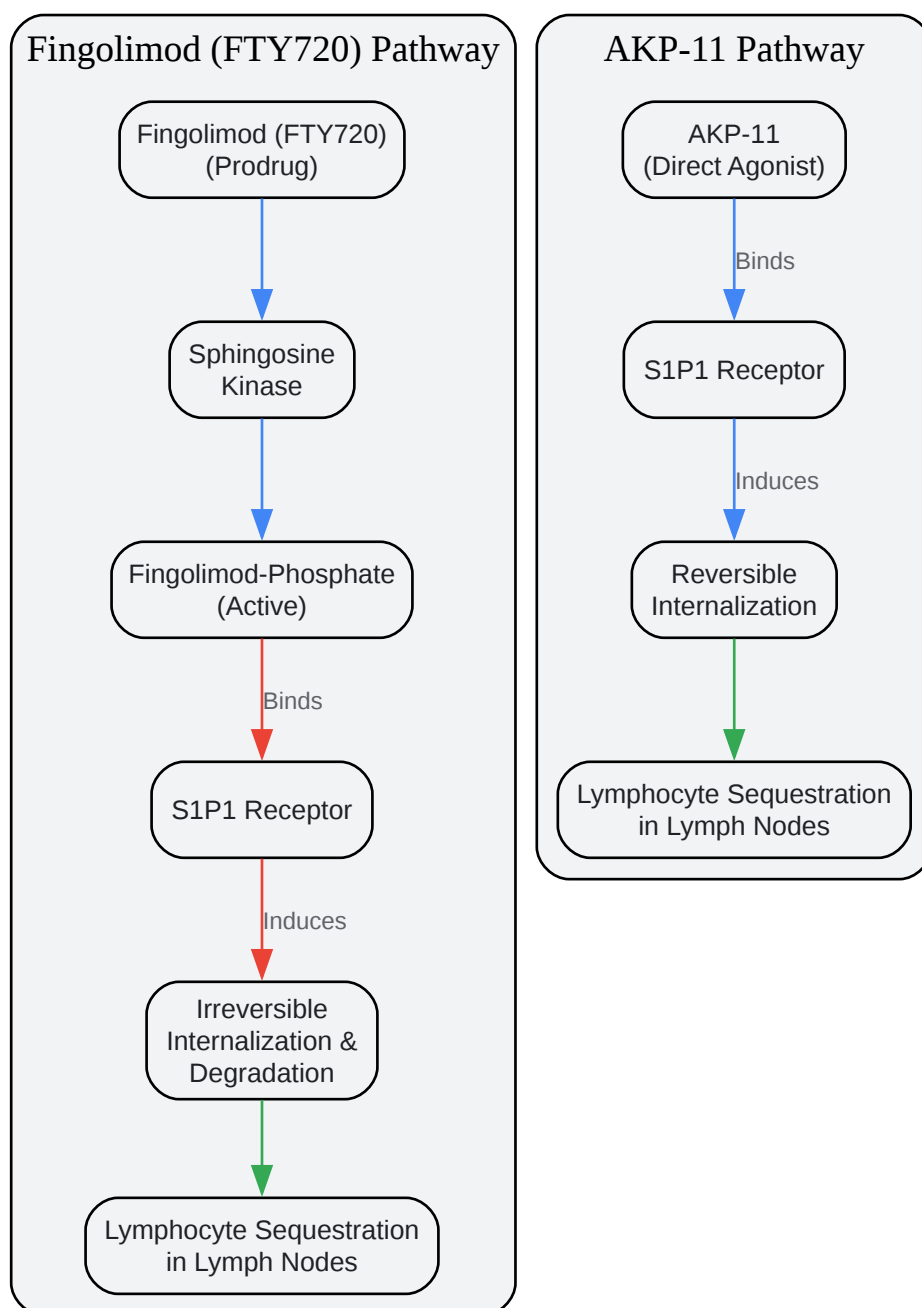 Fingolimod (FTY720) Pathway
Fingolimod (FTY720)
(Prodrug)
Sphingosine
Kinase
Fingolimod-Phosphate
(Active)
Binds
S1P1 Receptor
Induces
Irreversible
Internalization &
Degradation
Lymphocyte Sequestration
in Lymph Nodes
AKP-11 Pathway
AKP-11
(Direct Agonist)
Binds
S1P1 Receptor
Induces
Reversible
Internalization
Lymphocyte Sequestration
in Lymph Nodes